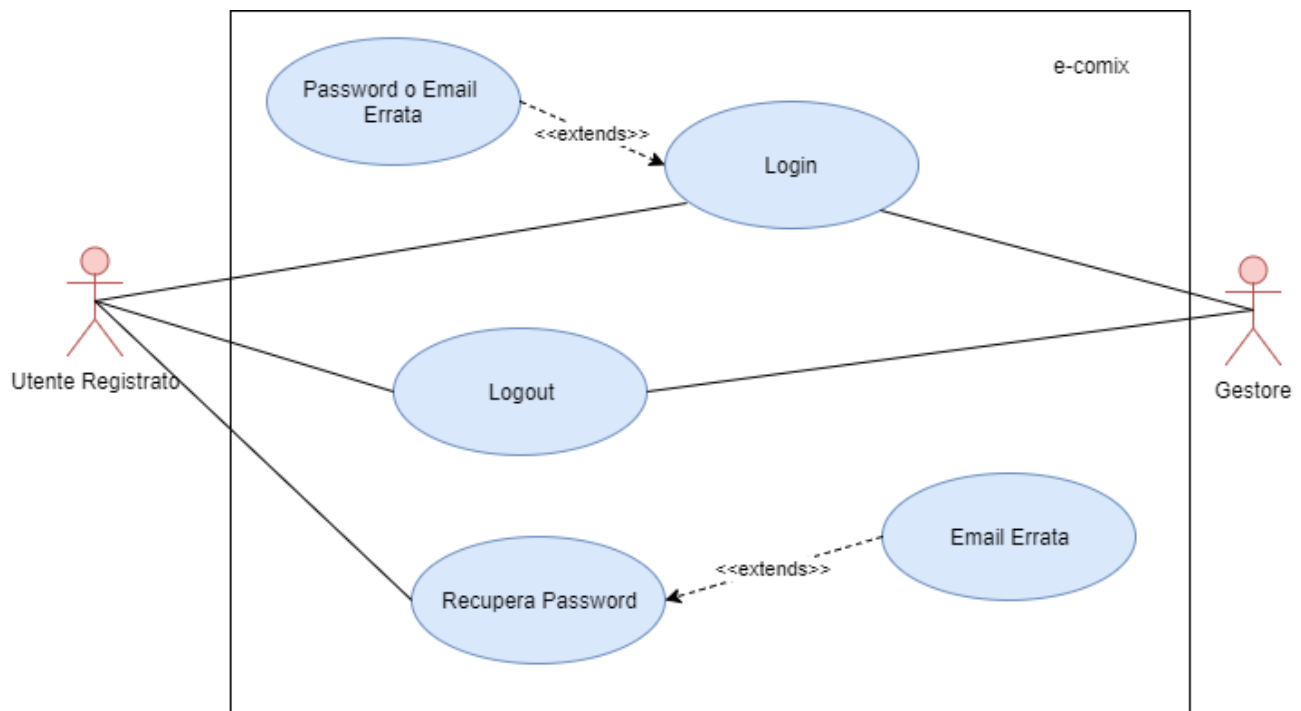 e-comix
Password o Email
Errata
<<extends>>
Login
Utente Registrato
Logout
Gestore
Email Errata
<<extends>>
Recupera Password